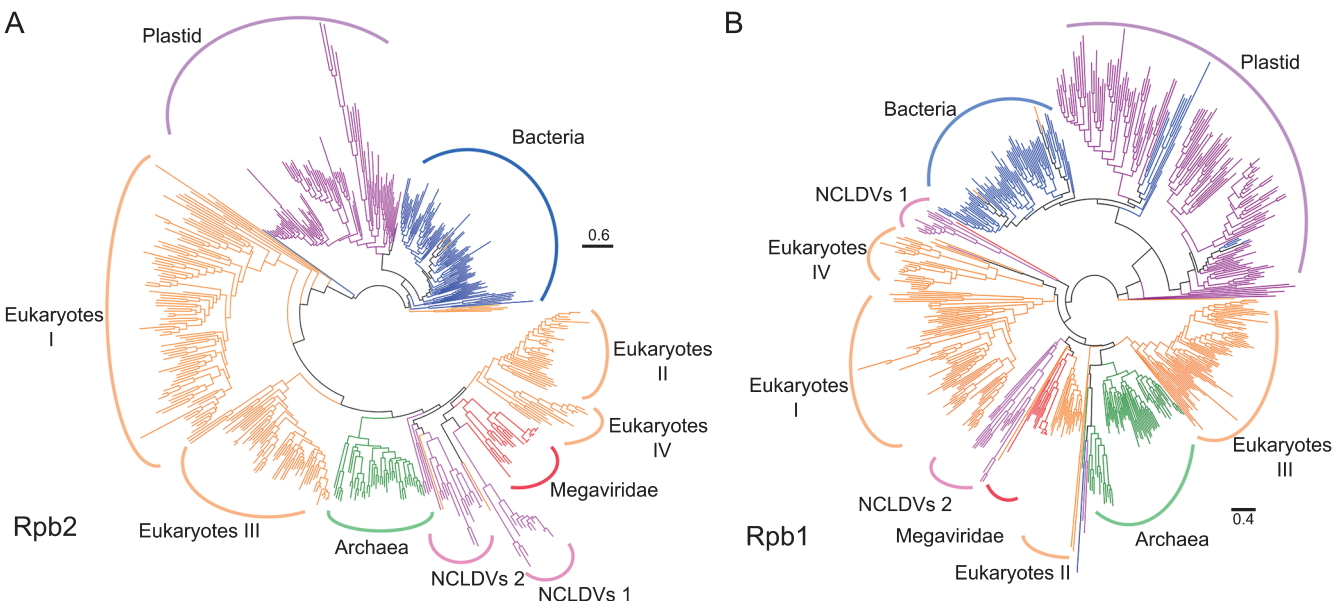 A
Plastid
Bacteria
0.6
Eukaryotes
I
Eukaryotes
II
Eukaryotes
IV
Megaviridae
Eukaryotes III
Archaea
NCLDVs 2
NCLDVs 1
Rpb2
B
Plastid
Bacteria
NCLDVs 1
Eukaryotes
IV
Eukaryotes
I
Eukaryotes
III
NCLDVs 2
0.4
Megaviridae
Archaea
Eukaryotes II
Rpb1